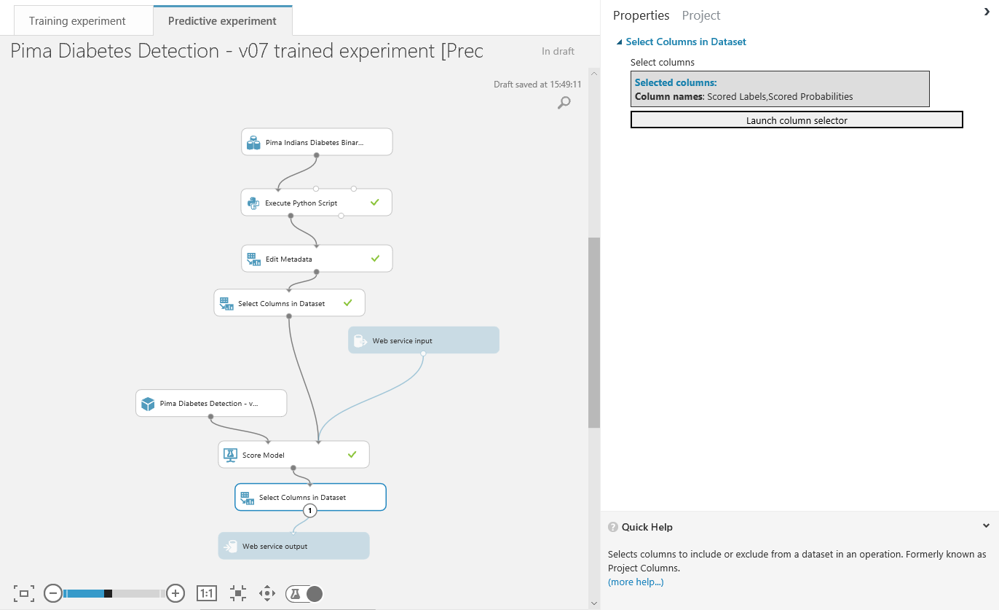 Training experiment
Predictive experiment
Pima Diabetes Detection - v07 trained experiment [Prec
In draft
Draft saved at 15:49:11
Pima Indians Diabetes Binar...
Execute Python Script
Edit Metadata
Select Columns in Dataset
Web service input
Pima Diabetes Detection - v...
Score Model
Select Columns in Dataset
1
Web service output
1:1
Properties
Project
Select Columns in Dataset
Select columns
Selected columns:
Column names: Scored Labels,Scored Probabilities
Launch column selector
? Quick Help
Selects columns to include or exclude from a dataset in an operation. Formerly known as
Project Columns.
(more help...)